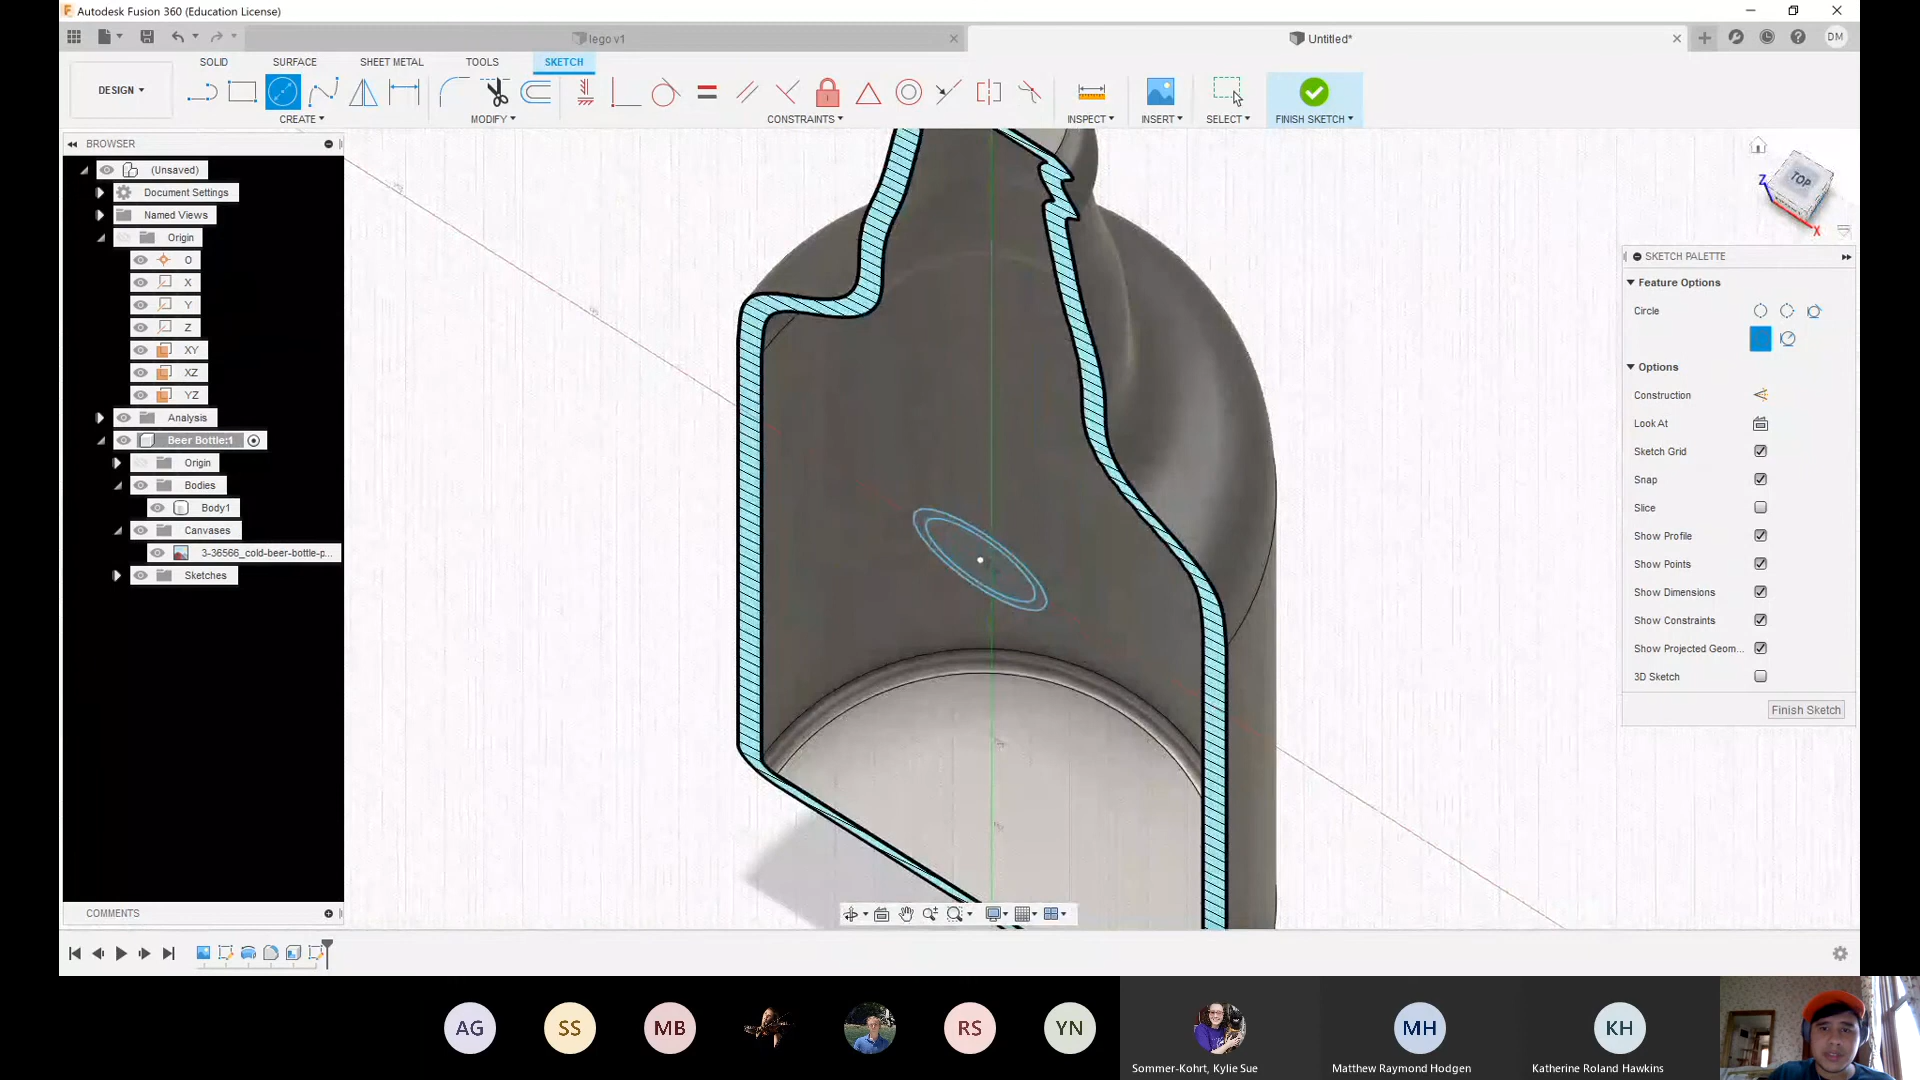 Autodesk Fusion 360 (Education License)
lego v1
Untitled*
DM
SOLID
SURFACE
SHEET METAL
TOOLS
SKETCH
DESIGN
CREATE
MODIFY
CONSTRAINTS
INSPECT
INSERT
SELECT
FINISH SKETCH
BROWSER
(Unsaved)
Document Settings
Named Views
Origin
O
X
Y
Z
XY
XZ
YZ
Analysis
Beer Bottle:1
Origin
Bodies
Body1
Canvases
3-36566_cold-beer-bottle-p...
Sketches
COMMENTS
TOP
Z
X
SKETCH PALETTE
Feature Options
Circle
Options
Construction
Look At
Sketch Grid
Snap
Slice
Show Profile
Show Points
Show Dimensions
Show Constraints
Show Projected Geom...
3D Sketch
Finish Sketch
AG
SS
MB
RS
YN
MH
KH
Sommer-Kohrt, Kylie Sue
Matthew Raymond Hodgen
Katherine Roland Hawkins